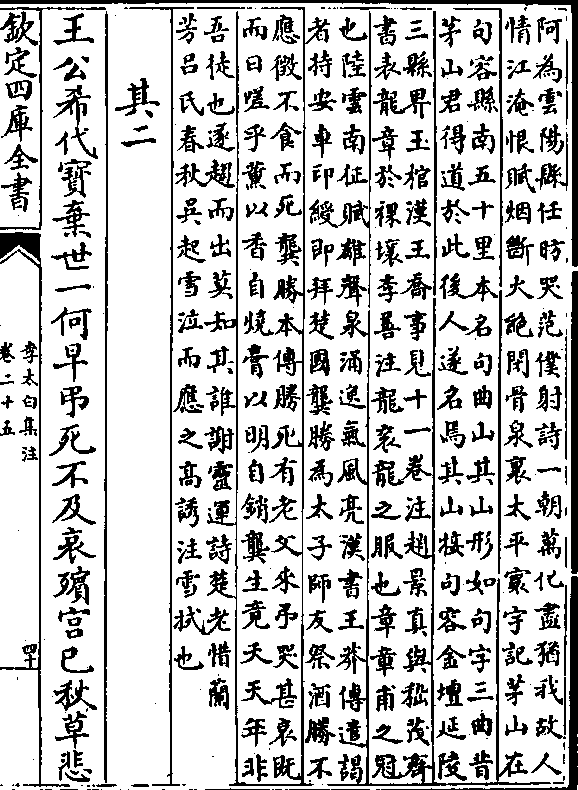 阿為雲陽縣任昉哭范僕射詩一朝萬化盡猶我故人
情江淹恨賦烟斷火絶閉骨泉裏太平寰宇記茅山在
句容縣南五十里本名句曲山其山形如句字三曲昔
茅山君得道於此後人遂名焉其山接句容金壇延陵
三縣界玉棺漢王喬事見十一卷注趙景真與嵇茂齊
書表龍章於裸壤李善注龍衮龍之服也章章甫之冠
也陸雲南征賦雄聲泉涌逸氣風亮漢書王莽傳遣謁
者持安車印綬即拜楚國龔勝為太子師友祭酒勝不
應徵不食而死龔勝本傳勝死有老父來弔哭甚哀既
而曰嗟乎薰以香自燒膏以明自銷龔生竟夭天年非
吾徒也遂趨而出莫知其誰謝靈運詩楚老惜蘭
芳吕氏春秋吳起雪泣而應之高誘注雪拭也
其二
王公希代寳棄世一何早弔死不及哀殯宫已秋草悲
欽定四庫全書
李太白集注
卷二十五
四十